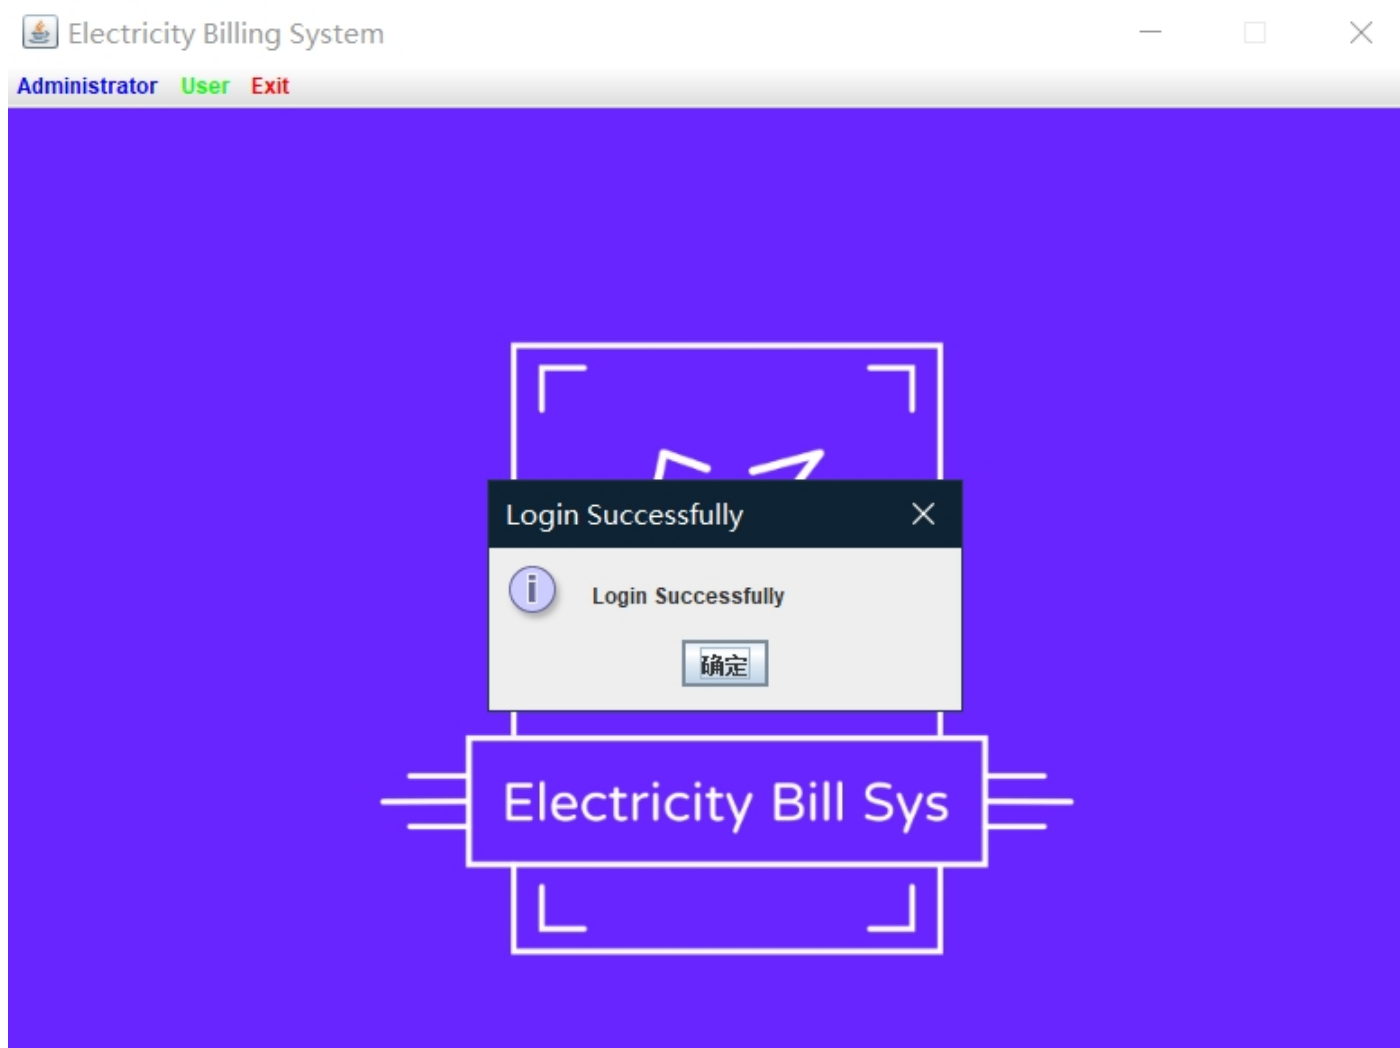 Electricity Billing System
Administrator User Exit
Login Successfully
Login Successfully
确定
Electricity Bill Sys